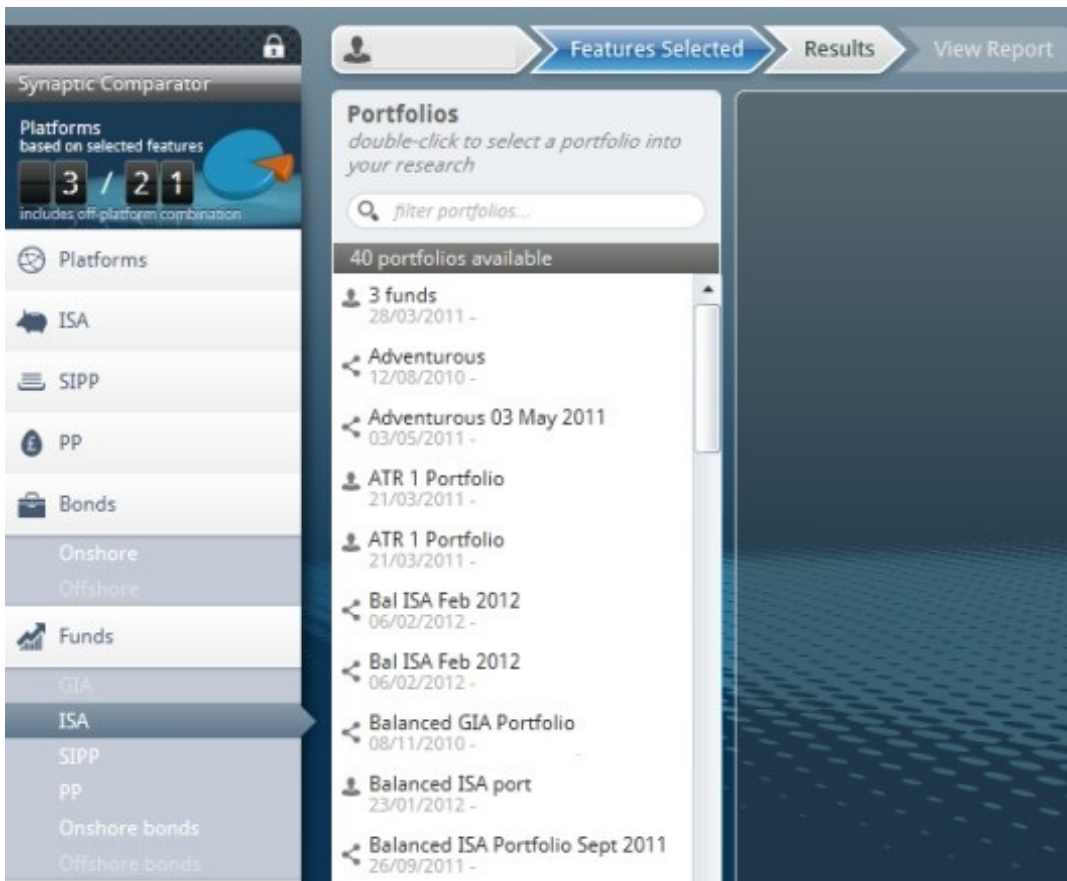 Synaptic Comparator
Platforms
based on selected features
3 / 21
includes off-platform combination
Platforms
ISA
SIPP
PP
Bonds
Onshore
Offshore
Funds
GIA
ISA
SIPP
PP
Onshore bonds
Offshore bonds
Features Selected
Results
View Report
Portfolios
double-click to select a portfolio into
your research
filter portfolios...
40 portfolios available
3 funds
28/03/2011 -
Adventurous
12/08/2010 -
Adventurous 03 May 2011
03/05/2011 -
ATR 1 Portfolio
21/03/2011 -
ATR 1 Portfolio
21/03/2011 -
Bal ISA Feb 2012
06/02/2012 -
Bal ISA Feb 2012
06/02/2012 -
Balanced GIA Portfolio
08/11/2010 -
Balanced ISA port
23/01/2012 -
Balanced ISA Portfolio Sept 2011
26/09/2011 -